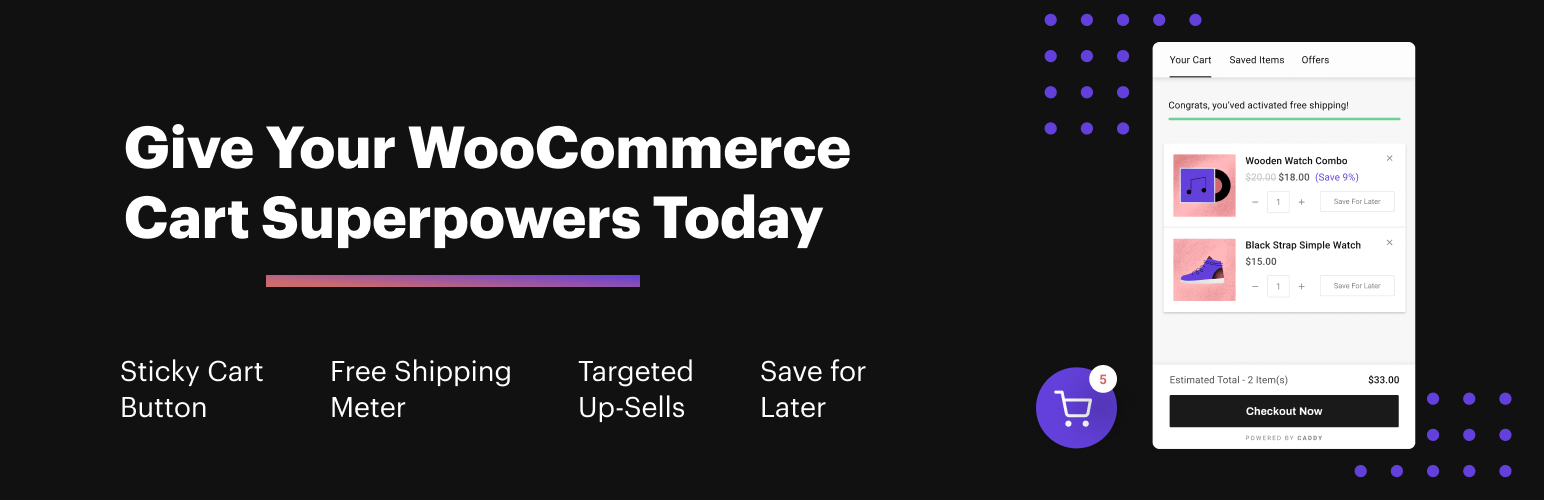 Give Your WooCommerce
Cart Superpowers Today
Sticky Cart
Button
Free Shipping
Meter
Targeted
Up-Sells
Save for
Later
5
Your Cart Saved Items Offers
Congrats, you'ved activated free shipping!
Wooden Watch Combo ×
$20.00 $18.00 (Save 9%)
− 1 + Save For Later
Black Strap Simple Watch ×
$15.00
− 1 + Save For Later
Estimated Total - 2 Item(s) $33.00
Checkout Now
POWERED BY CADDY